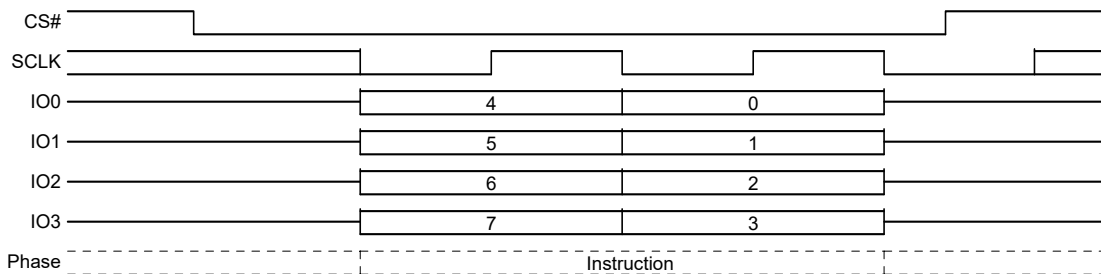 CS#
SCLK
IO0 4 0
IO1 5 1
IO2 6 2
IO3 7 3
Phase Instruction